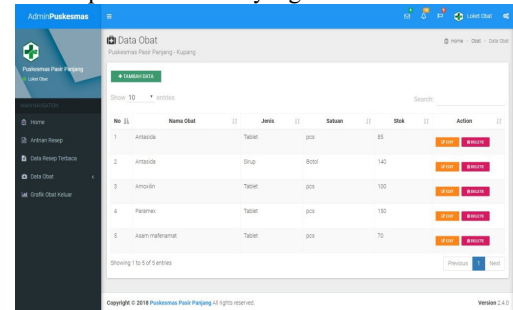 AdminPuskesmas
Loket Obat
Puskesmas Pasir Panjang
Loket Obat
MAIN NAVIGATION
Home
Antrian Resep
Data Resep Terbaca
Data Obat
Grafik Obat Keluar
Data Obat
Puskesmas Pasir Panjang - Kupang
Home > Obat > Data Obat
+ TAMBAH DATA
Show 10 entries
Search:
No Nama Obat Jenis Satuan Stok Action
1 Antasida Tablet pcs 85 EDIT DELETE
2 Antasida Sirup Botol 140 EDIT DELETE
3 Amoxilin Tablet pcs 100 EDIT DELETE
4 Paramex Tablet pcs 150 EDIT DELETE
5 Asam mafenamat Tablet pcs 70 EDIT DELETE
Showing 1 to 5 of 5 entries
Previous 1 Next
Copyright © 2018 Puskesmas Pasir Panjang All rights reserved.
Version 2.4.0